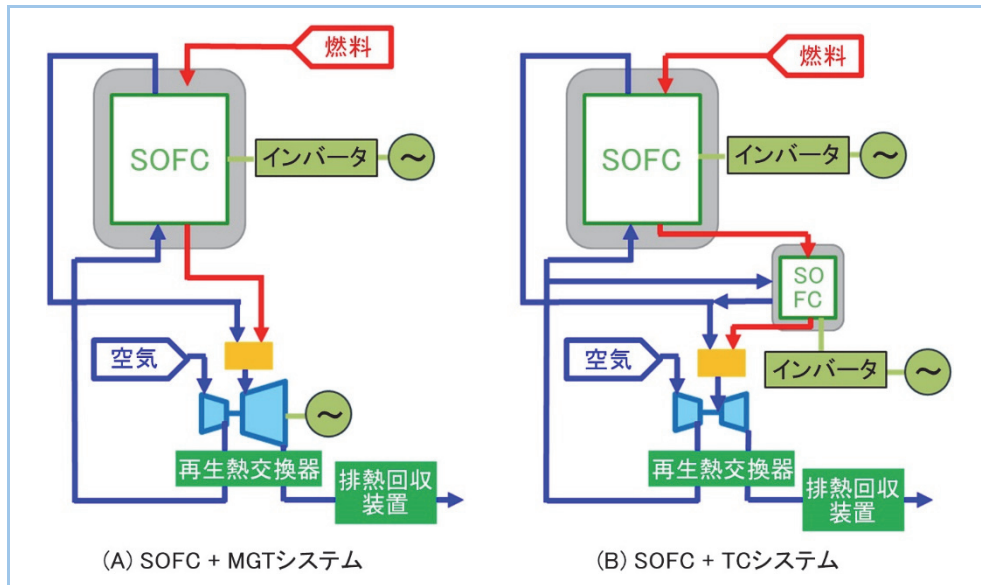 燃料
SOFC
インバータ
～
空気
～
再生熱交換器
排熱回収
装置
(A) SOFC + MGTシステム
燃料
SOFC
インバータ
～
SO
FC
空気
インバータ
～
再生熱交換器
排熱回収
装置
(B) SOFC + TCシステム